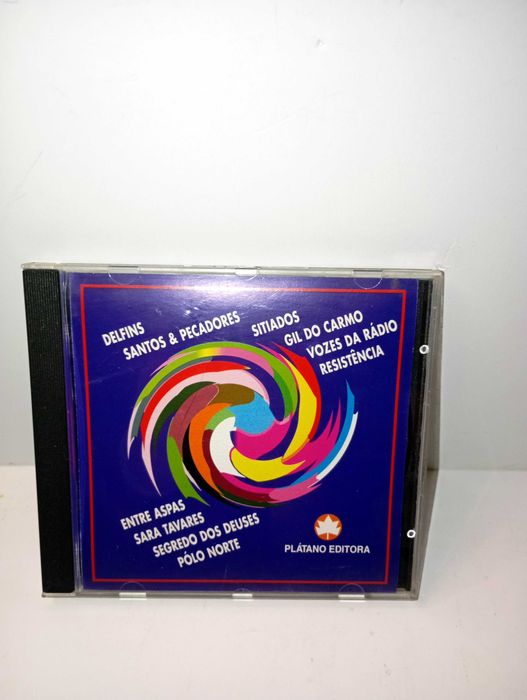 DELFINS
SANTOS & PECADORES
SITIADOS
GIL DO CARMO
VOZES DA RÁDIO
RESISTÊNCIA
ENTRE ASPAS
SARA TAVARES
SEGREDO DOS DEUSES
PÓLO NORTE
PLÁTANO EDITORA